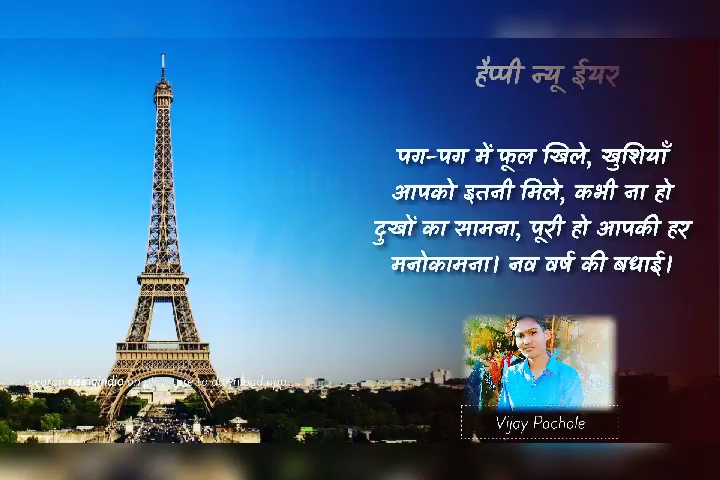 हैप्पी न्यू ईयर
पग-पग में फूल खिले, खुशियाँ
आपको इतनी मिले, कभी ना हो
दुखों का सामना, पूरी हो आपकी हर
मनोकामना। नव वर्ष की बधाई।
Vijay Pachole